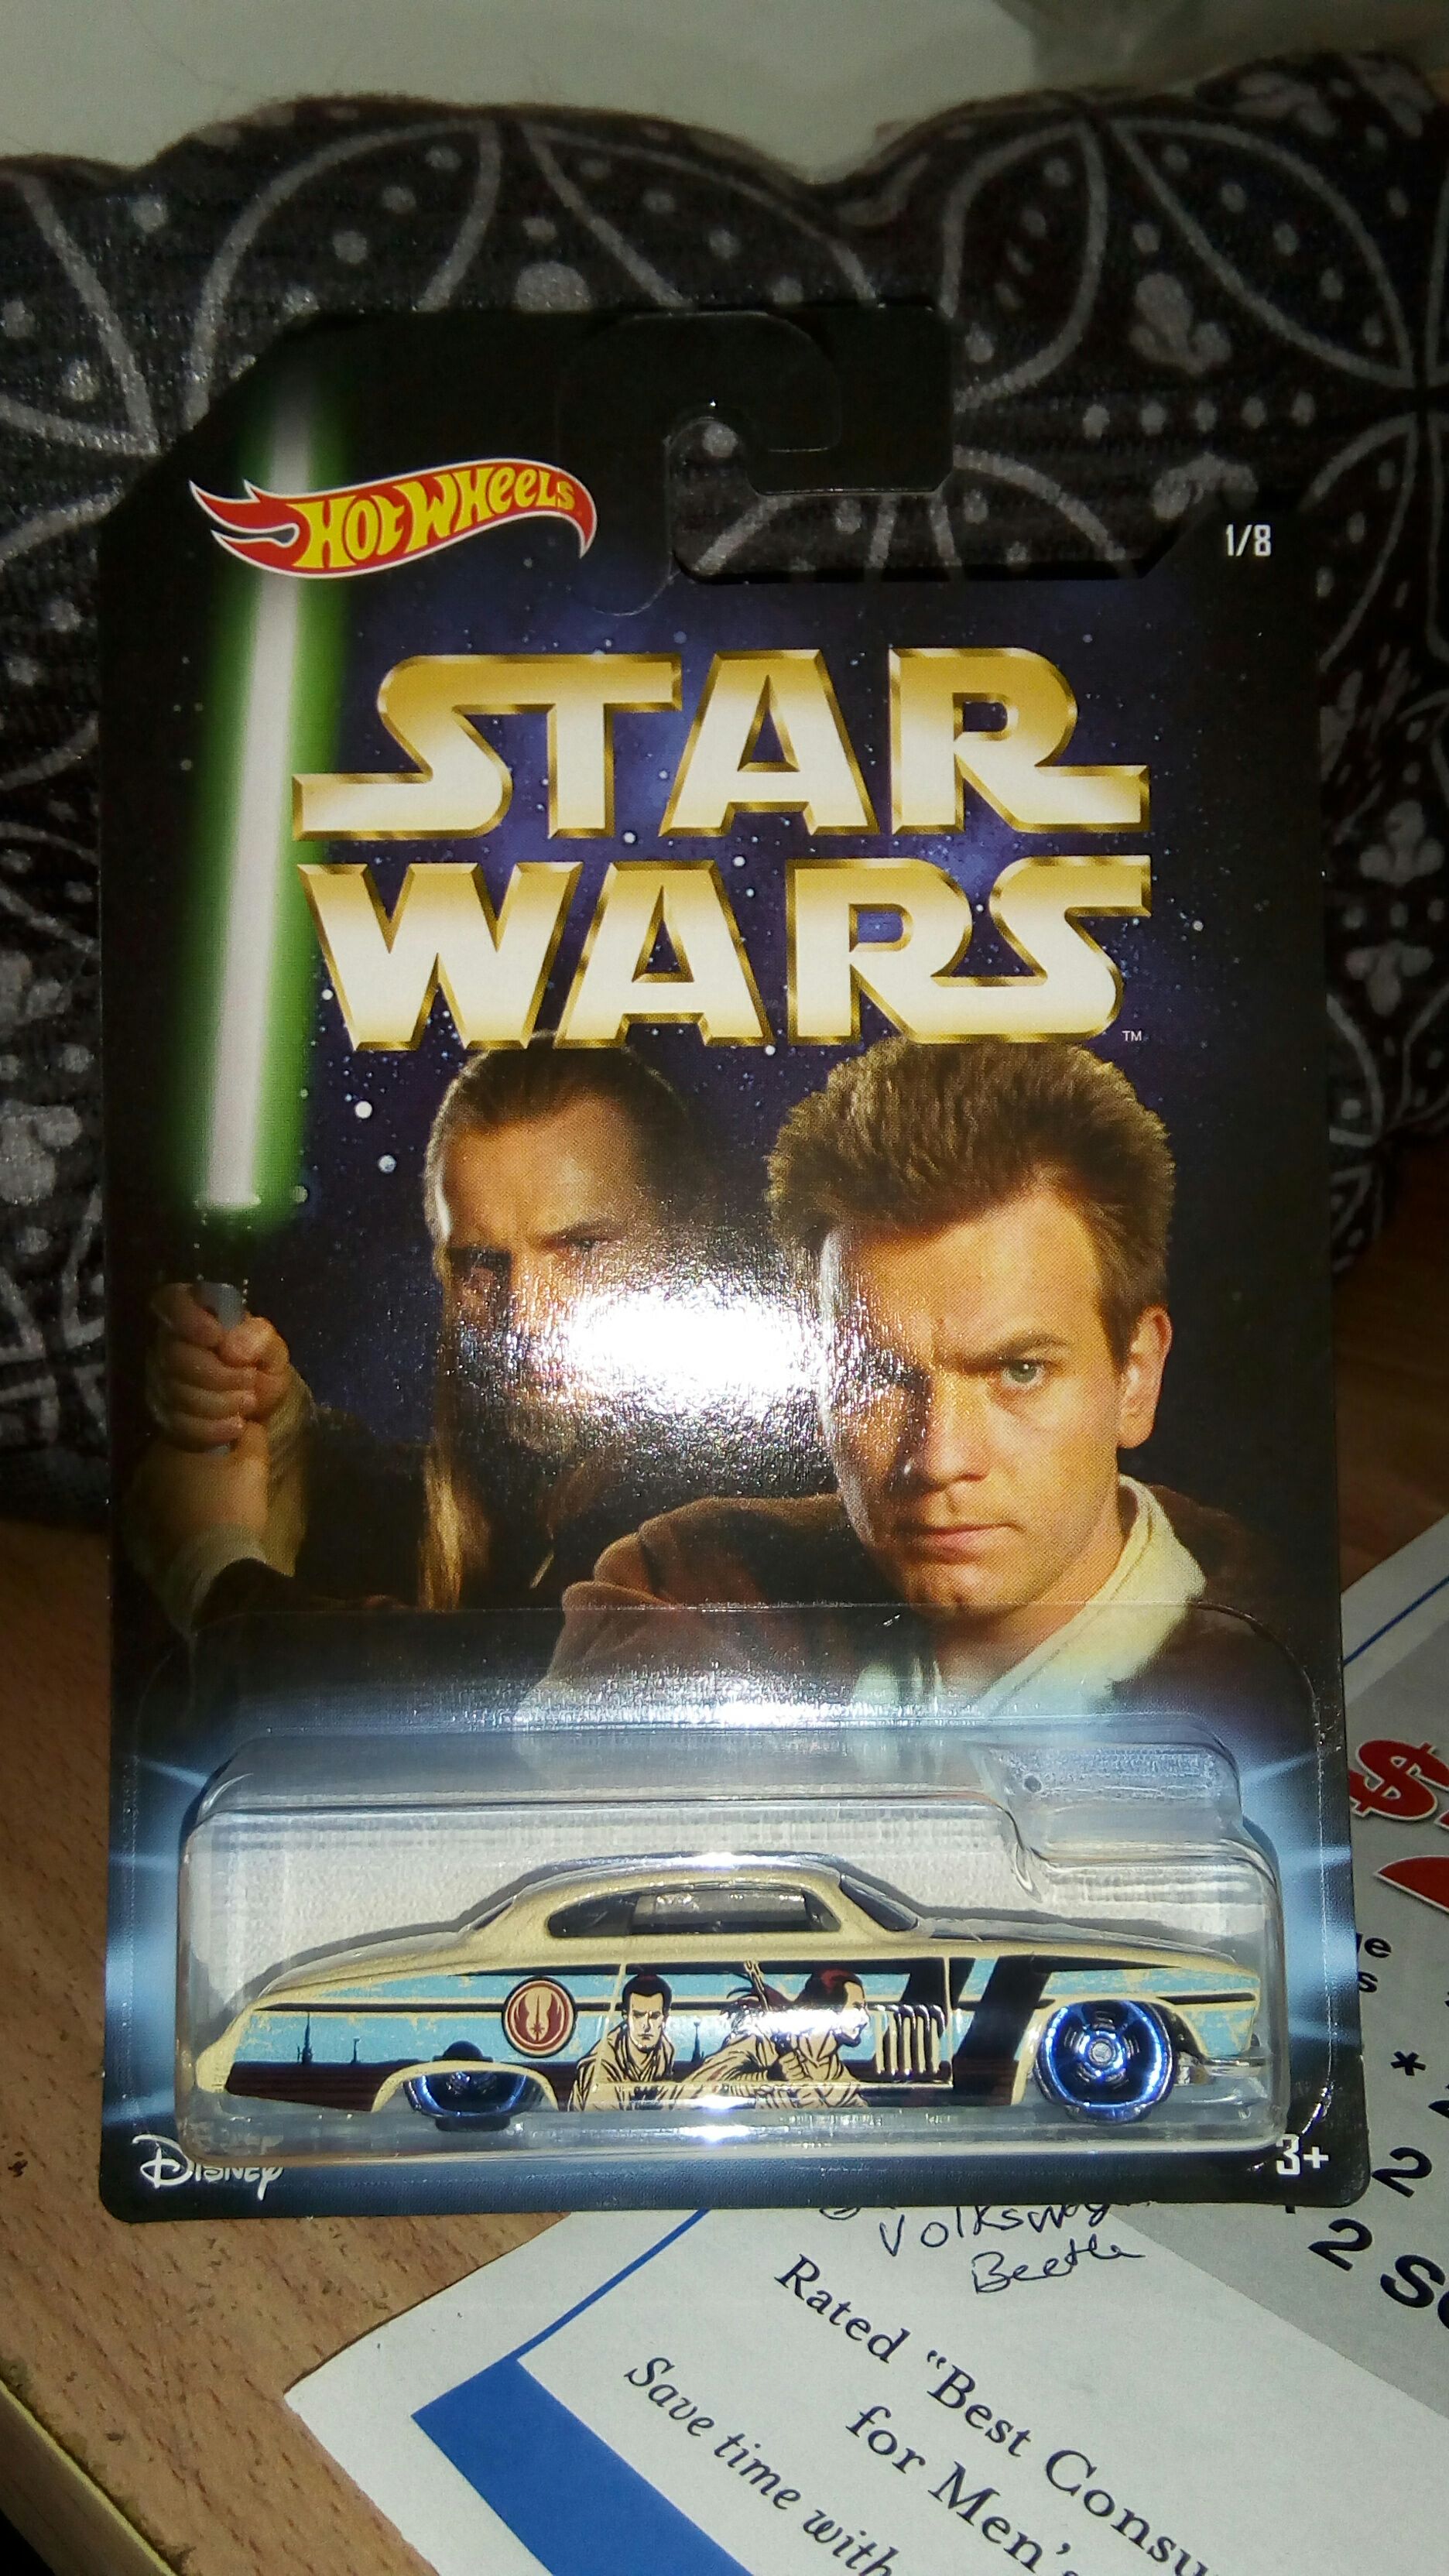 HOT WHEELS
1/8
STAR
WARS
TM
DISNEY
3+
Volkswag
Beetle
Rated "Best Consu
for Men's
Save time with
$
*
2
2 S